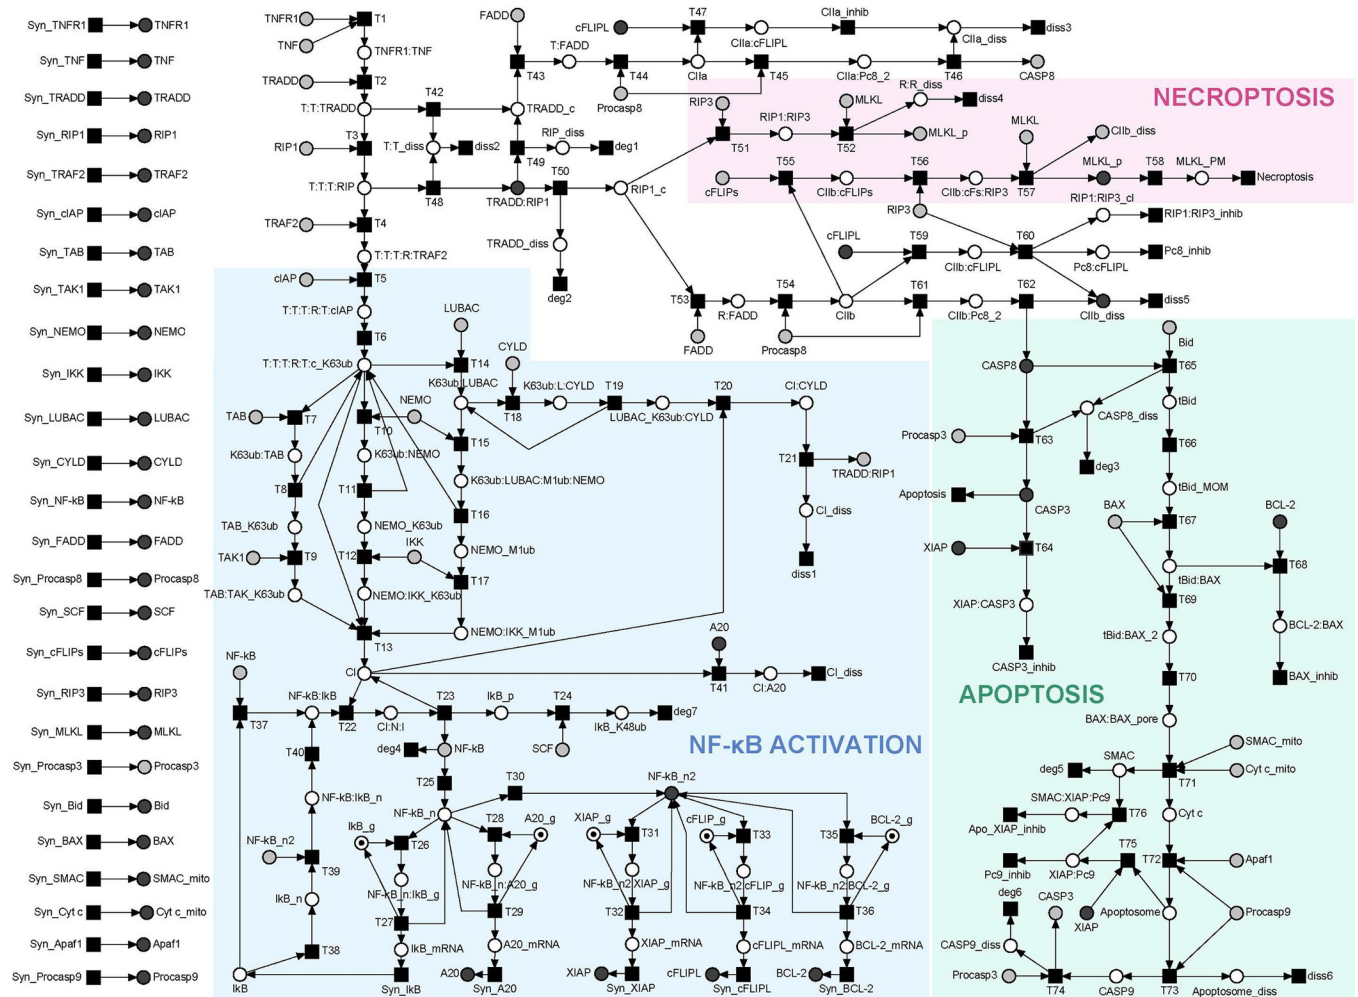 Syn_TNFR1
TNFR1
Syn_TNF
TNF
Syn_TRADD
TRADD
Syn_RIP1
RIP1
Syn_TRAF2
TRAF2
Syn_cIAP
cIAP
Syn_TAB
TAB
Syn_TAK1
TAK1
Syn_NEMO
NEMO
Syn_IKK
IKK
Syn_LUBAC
LUBAC
Syn_CYLD
CYLD
Syn_NF-kB
NF-kB
Syn_FADD
FADD
Syn_Procasp8
Procasp8
Syn_SCF
SCF
Syn_cFLIPs
cFLIPs
Syn_RIP3
RIP3
Syn_MLKL
MLKL
Syn_Procasp3
Procasp3
Syn_Bid
Bid
Syn_BAX
BAX
Syn_SMAC
SMAC_mito
Syn_Cyt c
Cyt c_mito
Syn_Apaf1
Apaf1
Syn_Procasp9
Procasp9
TNFR1
T1
TNF
TNFR1:TNF
TRADD
T2
T:T:TRADD
T42
TRADD_c
T3
RIP1
T:T_diss
diss2
T:T:T:RIP
T48
TRADD:RIP1
T49
RIP_diss
deg1
T50
RIP1_c
TRADD_diss
deg2
TRAF2
T4
T:T:T:R:TRAF2
FADD
T43
T:FADD
T44
Procasp8
CIIa
T45
cFLIPL
T47
CIIa:cFLIPL
CIIa_inhib
CIIa_diss
diss3
CIIa:Pc8_2
T46
CASP8
NECROPTOSIS
RIP3
T51
RIP1:RIP3
MLKL
T52
R:R_diss
diss4
MLKL_p
cFLIPs
T55
CIIb:cFLIPs
T56
CIIb:cFs:RIP3
MLKL
T57
CIIb_diss
MLKL_p
T58
MLKL_PM
Necroptosis
RIP3
RIP1:RIP3_cl
RIP1:RIP3_inhib
cFLIPL
T59
CIIb:cFLIPL
T60
Pc8:cFLIPL
Pc8_inhib
T53
FADD
R:FADD
T54
Procasp8
CIIb
T61
CIIb:Pc8_2
T62
CIIb_diss
diss5
cIAP
T5
T:T:T:R:T:cIAP
T6
T:T:T:R:T:c_K63ub
LUBAC
T14
CYLD
K63ub:LUBAC
T18
K63ub:L:CYLD
T19
LUBAC_K63ub:CYLD
T20
CI:CYLD
T21
TRADD:RIP1
CI_diss
diss1
TAB
T7
K63ub:TAB
T8
TAB_K63ub
TAK1
T9
TAB:TAK_K63ub
NEMO
T10
K63ub:NEMO
T11
NEMO_K63ub
T12
IKK
NEMO:IKK_K63ub
T15
K63ub:LUBAC:M1ub:NEMO
T16
NEMO_M1ub
T17
NEMO:IKK_M1ub
T13
CI
A20
T41
CI:A20
CI_diss
NF-kB
T37
NF-kB:IkB
T22
CI:N:I
T23
IkB_p
T24
IkB_K48ub
deg7
SCF
deg4
NF-kB
NF-κB ACTIVATION
T40
T25
NF-kB:IkB_n
NF-kB_n
T30
NF-kB_n2
NF-kB_n2
T39
IkB_n
T38
IkB
IkB_g
T26
NF-kB_n:IkB_g
T27
IkB_mRNA
Syn_IkB
T28
A20_g
NF-kB_n:A20_g
T29
A20_mRNA
A20
Syn_A20
XIAP_g
T31
NF-kB_n2:XIAP_g
T32
XIAP_mRNA
XIAP
Syn_XIAP
cFLIP_g
T33
NF-kB_n2:cFLIP_g
T34
cFLIPL_mRNA
cFLIPL
Syn_cFLIPL
T35
BCL-2_g
NF-kB_n2:BCL-2_g
T36
BCL-2_mRNA
BCL-2
Syn_BCL-2
Bid
CASP8
T65
tBid
CASP8_diss
Procasp3
T63
deg3
T66
Apoptosis
CASP3
tBid_MOM
BAX
T67
BCL-2
XIAP
T64
tBid:BAX
T68
XIAP:CASP3
T69
BCL-2:BAX
tBid:BAX_2
CASP3_inhib
T70
BAX_inhib
APOPTOSIS
BAX:BAX_pore
SMAC_mito
SMAC
deg5
T71
Cyt c_mito
SMAC:XIAP:Pc9
Apo_XIAP_inhib
T76
Cyt c
T75
T72
Apaf1
Pc9_inhib
XIAP:Pc9
deg6
CASP3
XIAP
Apoptosome
Procasp9
CASP9_diss
Procasp3
T74
CASP9
T73
Apoptosome_diss
diss6